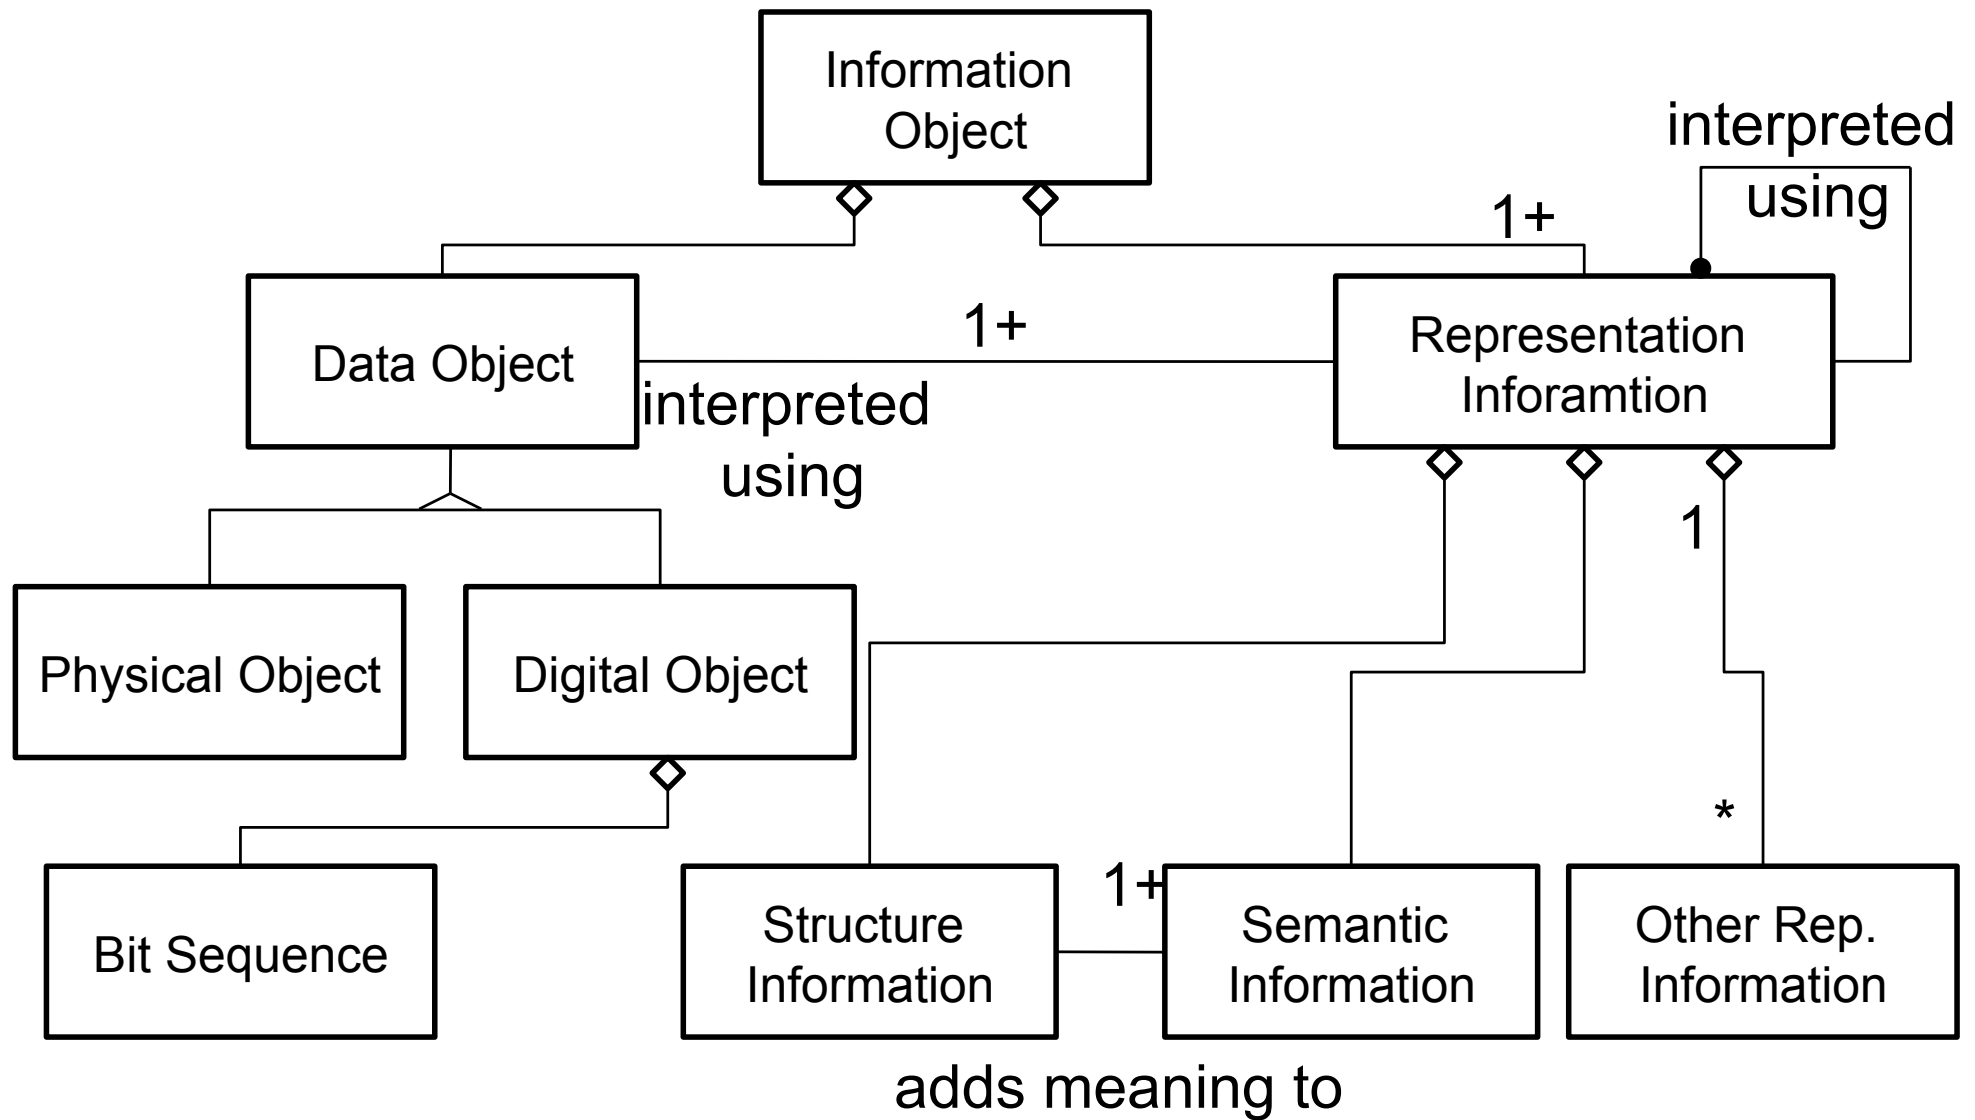 Information
Object
interpreted
using
1+
1+
Data Object
Representation
Inforamtion
interpreted
using
1
Physical Object
Digital Object
*
1+
Bit Sequence
Structure
Information
Semantic
Information
Other Rep.
Information
adds meaning to